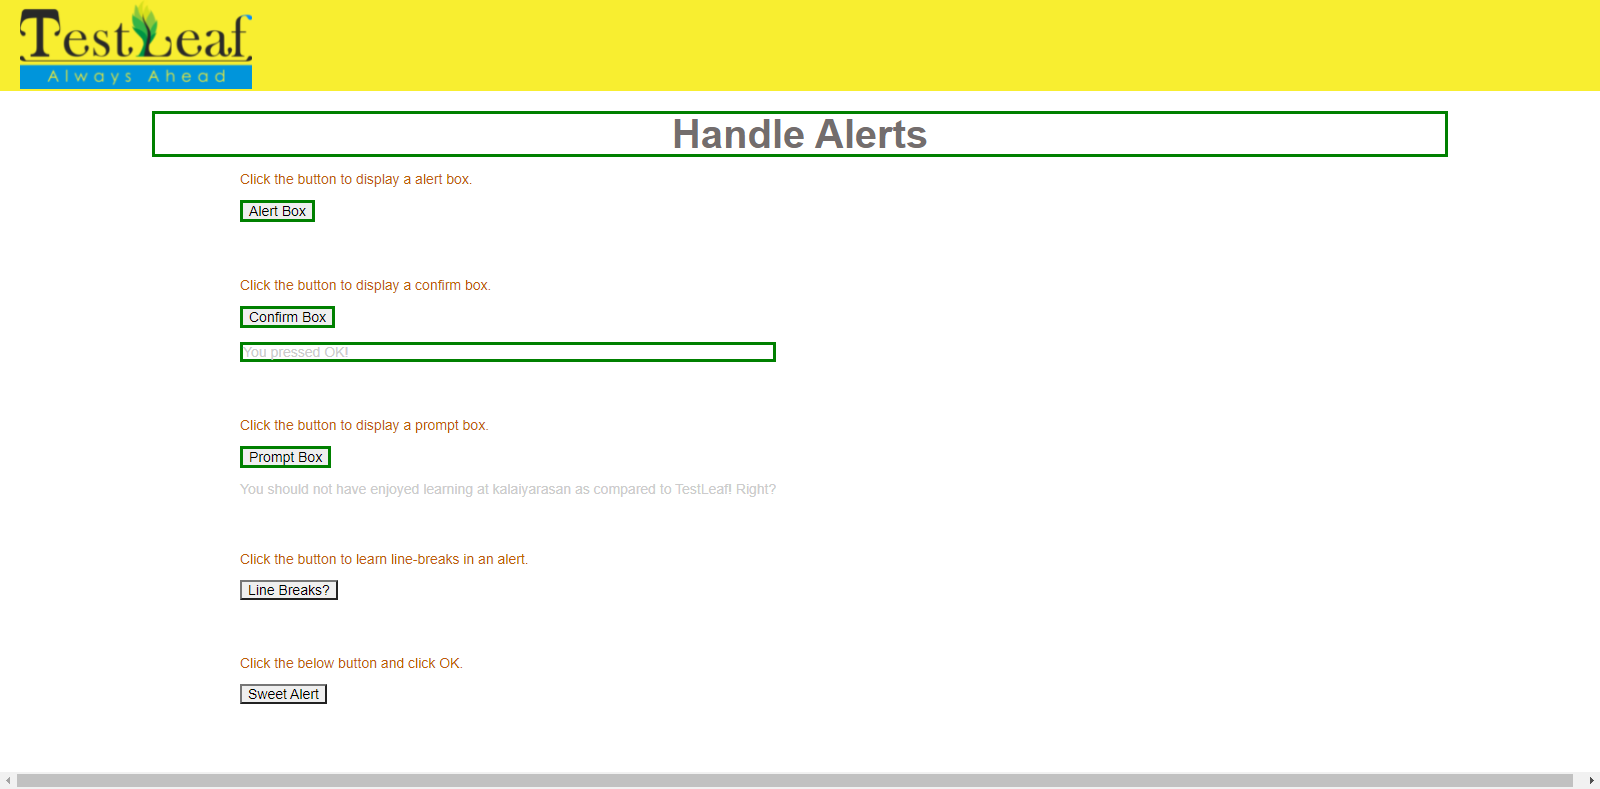 TestLeaf
Always Ahead
Handle Alerts
Click the button to display a alert box.
Alert Box
Click the button to display a confirm box.
Confirm Box
You pressed OK!
Click the button to display a prompt box.
Prompt Box
You should not have enjoyed learning at kalaiyarasan as compared to TestLeaf! Right?
Click the button to learn line-breaks in an alert.
Line Breaks?
Click the below button and click OK.
Sweet Alert